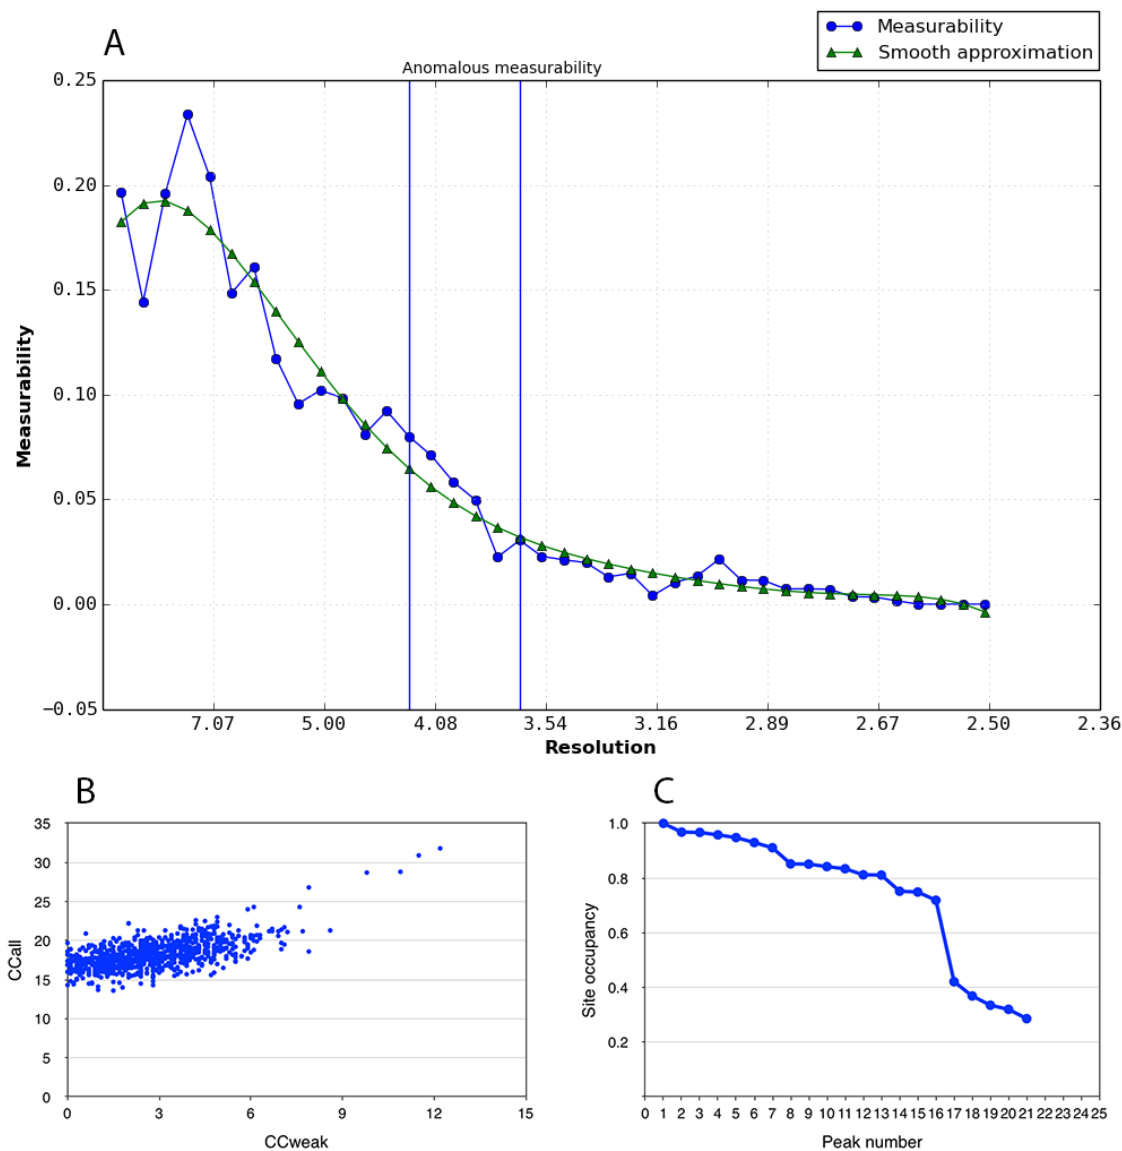 A
Measurability
Smooth approximation
Anomalous measurability
0.25
0.20
0.15
0.10
0.05
0.00
−0.05
Measurability
7.07 5.00 4.08 3.54 3.16 2.89 2.67 2.50 2.36
Resolution
B
35
30
25
20
15
10
5
0
CCall
0 3 6 9 12 15
CCweak
C
1.0
0.8
0.6
0.4
0.2
Site occupancy
0 1 2 3 4 5 6 7 8 9 10 11 12 13 14 15 16 17 18 19 20 21 22 23 24 25
Peak number